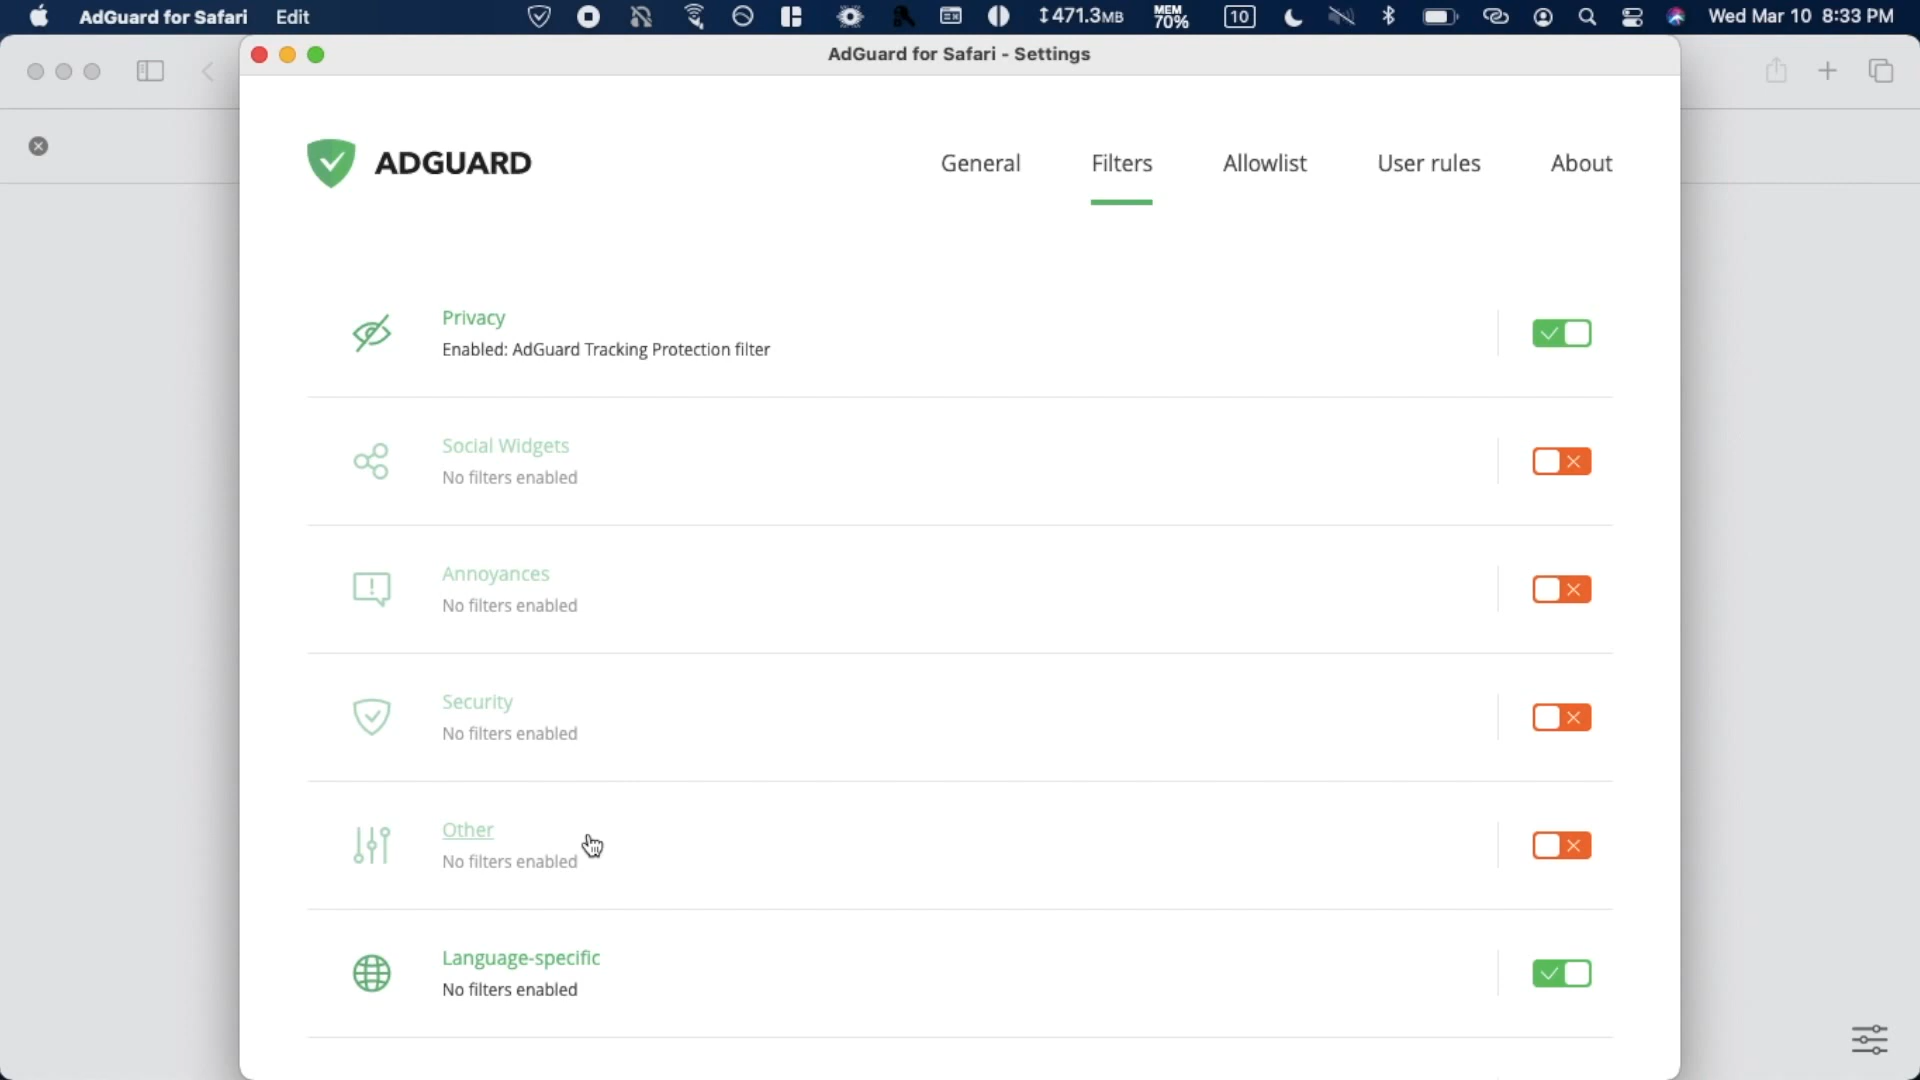 AdGuard for Safari Edit 471.3MB MEM 70% 10 Wed Mar 10 8:33 PM
AdGuard for Safari - Settings
ADGUARD General Filters Allowlist User rules About
Privacy
Enabled: AdGuard Tracking Protection filter
Social Widgets
No filters enabled
Annoyances
No filters enabled
Security
No filters enabled
Other
No filters enabled
Language-specific
No filters enabled